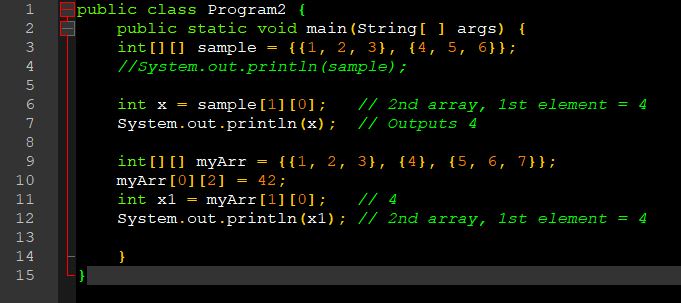 1 public class Program2 {
2 public static void main(String[ ] args) {
3 int[][] sample = {{1, 2, 3}, {4, 5, 6}};
4 //System.out.println(sample);
5
6 int x = sample[1][0];   // 2nd array, 1st element = 4
7 System.out.println(x);  // Outputs 4
8
9 int[][] myArr = {{1, 2, 3}, {4}, {5, 6, 7}};
10 myArr[0][2] = 42;
11 int x1 = myArr[1][0];   // 4
12 System.out.println(x1); // 2nd array, 1st element = 4
13
14 }
15 }